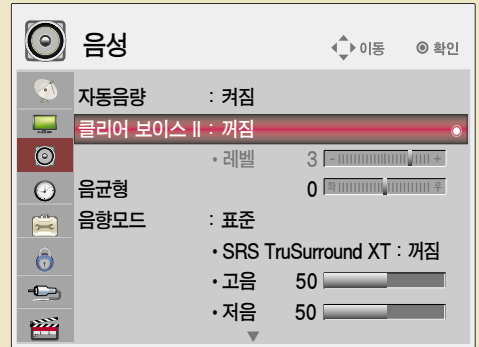 음성 이동 확인
자동음량 : 켜짐
클리어 보이스 II : 꺼짐
• 레벨 3 - +
음균형 0 좌 우
음향모드 : 표준
• SRS TruSurround XT : 꺼짐
• 고음 50
• 저음 50